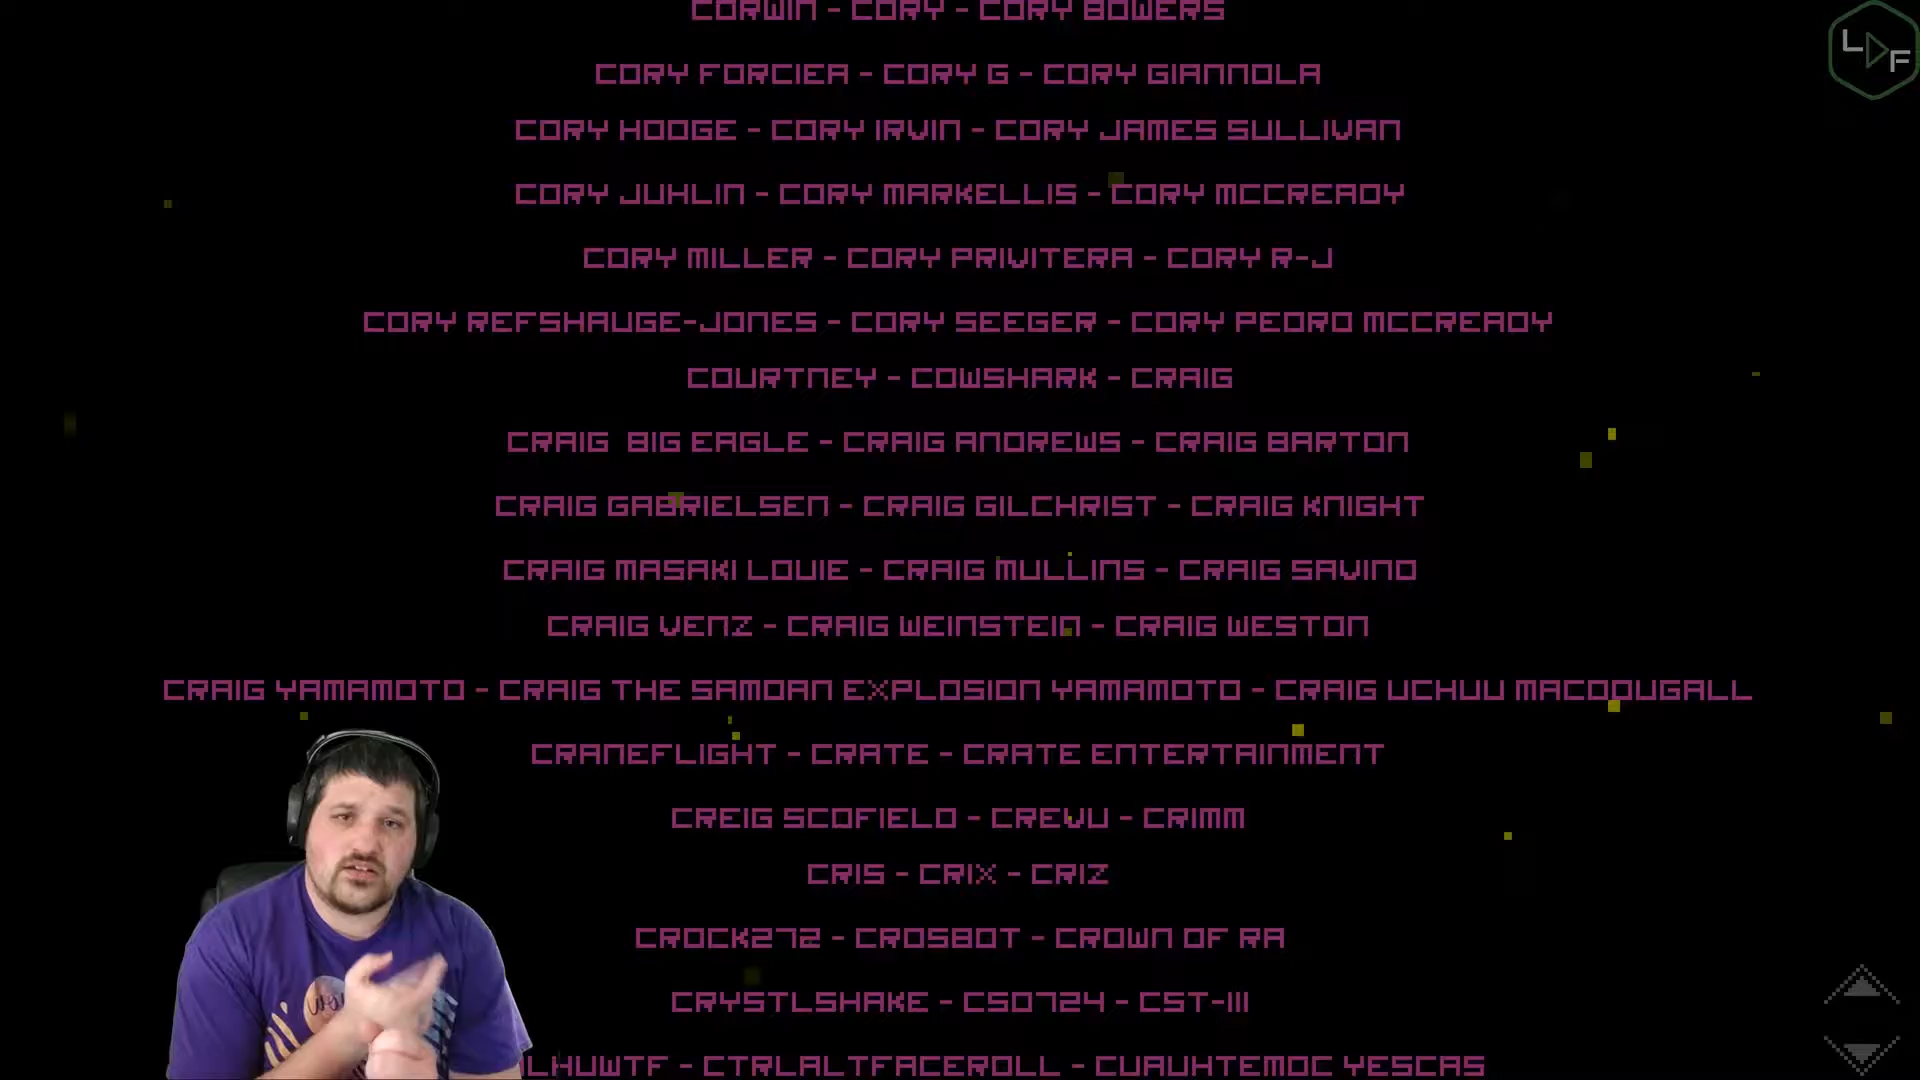 CORWIN - CORY - CORY BOWERS
L F
CORY FORCIER - CORY G - CORY GIANNOLA
CORY HODGE - CORY IRVIN - CORY JAMES SULLIVAN
CORY JUHLIN - CORY MARKELLIS - CORY MCCREADY
CORY MILLER - CORY PRIVITERA - CORY R-J
CORY REFSHAUGE-JONES - CORY SEEGER - CORY PEDRO MCCREADY
COURTNEY - COWSHARK - CRAIG
CRAIG BIG EAGLE - CRAIG ANDREWS - CRAIG BARTON
CRAIG GABRIELSEN - CRAIG GILCHRIST - CRAIG KNIGHT
CRAIG MASAKI LOUIE - CRAIG MULLINS - CRAIG SAVINO
CRAIG VENZ - CRAIG WEINSTEIN - CRAIG WESTON
CRAIG YAMAMOTO - CRAIG THE SAMOAN EXPLOSION YAMAMOTO - CRAIG UCHUU MACDOUGALL
CRANEFLIGHT - CRATE - CRATE ENTERTAINMENT
CREIG SCOFIELD - CREVU - CRIMM
CRIS - CRIX - CRIZ
CROCK272 - CROSBOT - CROWN OF RA
CRYSTLSHAKE - CS0724 - CST-III
- CTRLALTFACEROLL - CUAUHTEMOC YESCAS